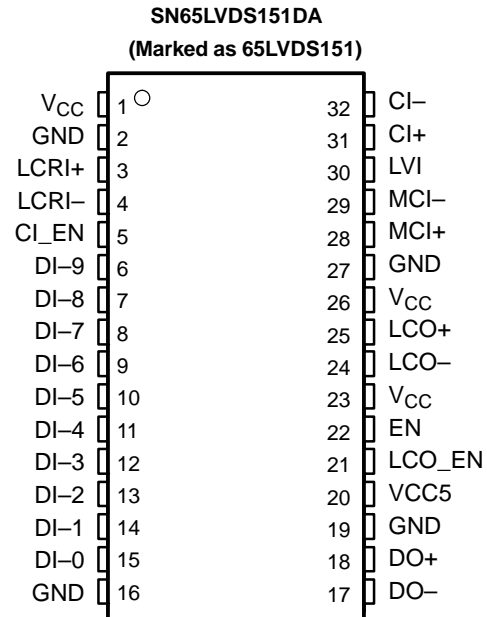 SN65LVDS151DA
(Marked as 65LVDS151)
VCC 1 32 CI–
GND 2 31 CI+
LCRI+ 3 30 LVI
LCRI– 4 29 MCI–
CI_EN 5 28 MCI+
DI–9 6 27 GND
DI–8 7 26 VCC
DI–7 8 25 LCO+
DI–6 9 24 LCO–
DI–5 10 23 VCC
DI–4 11 22 EN
DI–3 12 21 LCO_EN
DI–2 13 20 VCC5
DI–1 14 19 GND
DI–0 15 18 DO+
GND 16 17 DO–